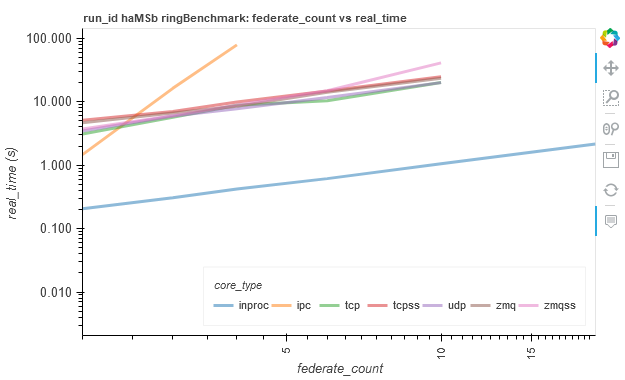 run_id haMSb ringBenchmark: federate_count vs real_time
100.000
10.000
1.000
0.100
0.010
real_time (s)
core_type
inproc ipc tcp tcpss udp zmq zmqss
5 10 15
federate_count